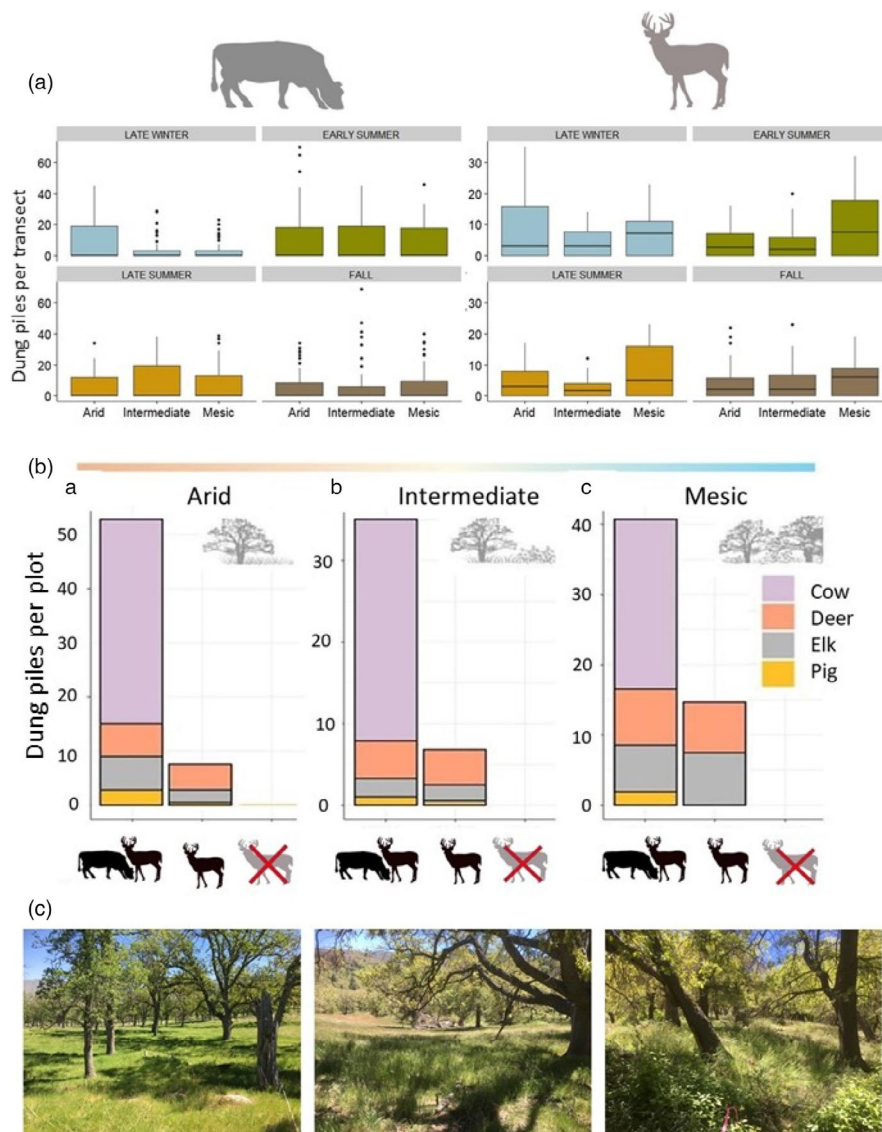 (a)
LATE WINTER EARLY SUMMER LATE WINTER EARLY SUMMER
60
40
20
0
30
20
10
0
LATE SUMMER FALL LATE SUMMER FALL
60
40
20
0
30
20
10
0
Dung piles per transect
Arid Intermediate Mesic Arid Intermediate Mesic Arid Intermediate Mesic Arid Intermediate Mesic
(b)
a Arid
50
40
30
20
10
0
Dung piles per plot
b Intermediate
30
20
10
0
c Mesic
40
30
20
10
0
Cow
Deer
Elk
Pig
(c)